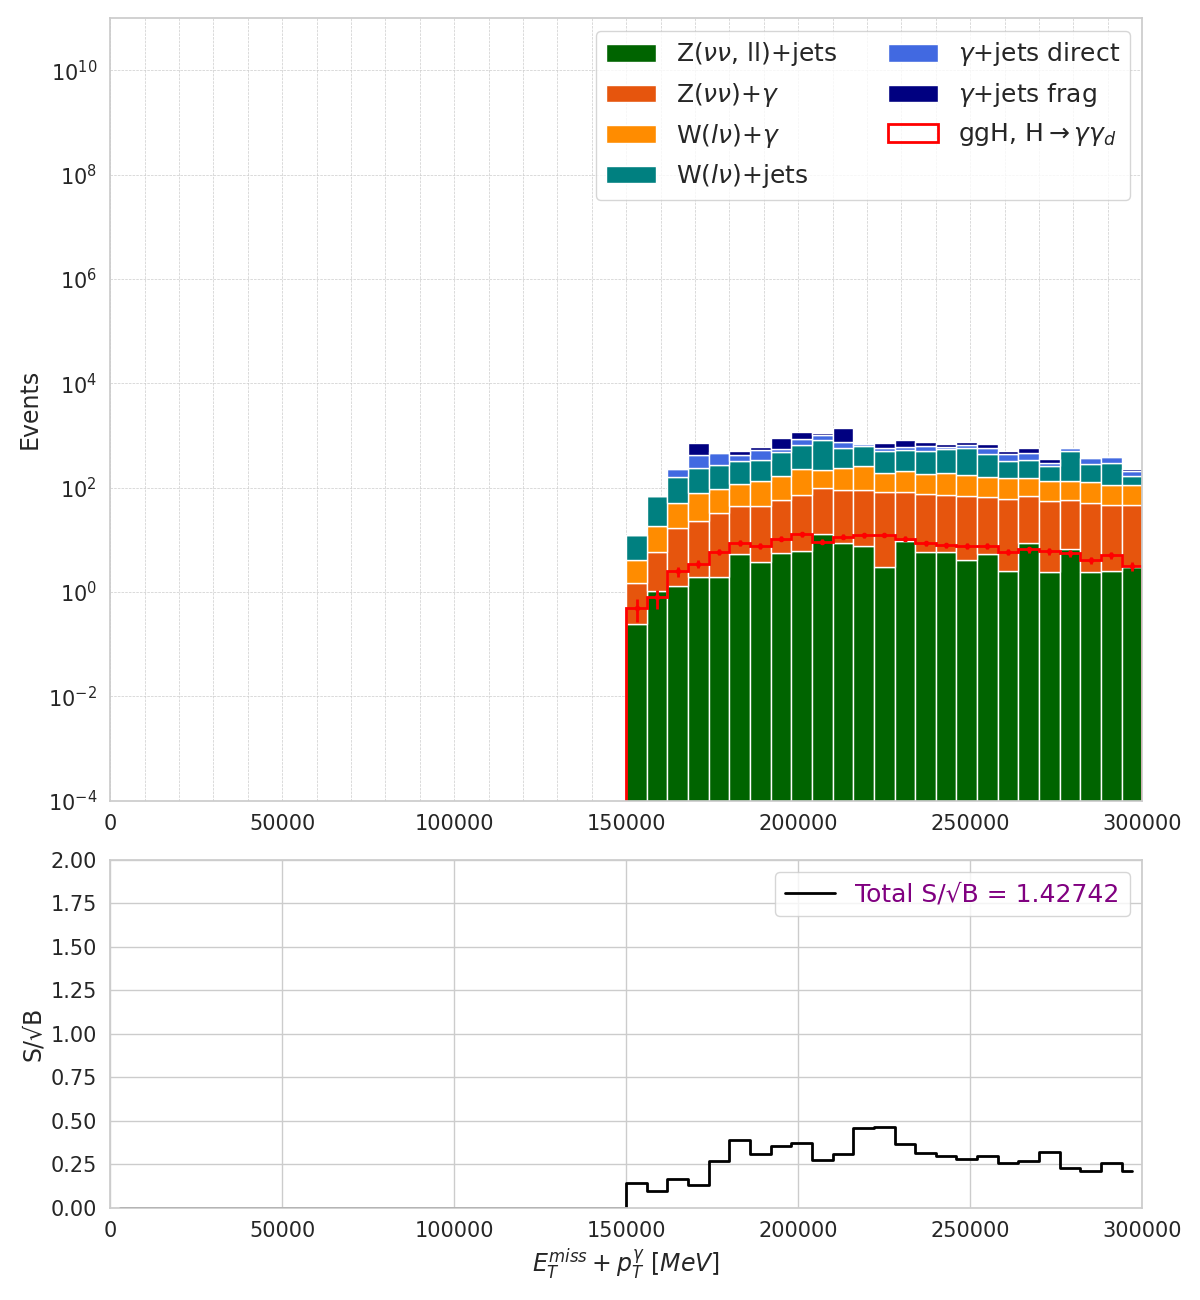 Z(νν, ll)+jets
Z(νν)+γ
W(lν)+γ
W(lν)+jets
γ+jets direct
γ+jets frag
ggH, H→γγ_d
Events
10^10
10^8
10^6
10^4
10^2
10^0
10^−2
10^−4
0 50000 100000 150000 200000 250000 300000
Total S/√B = 1.42742
S/√B
2.00
1.75
1.50
1.25
1.00
0.75
0.50
0.25
0.00
0 50000 100000 150000 200000 250000 300000
E_T^miss + p_T^γ [MeV]